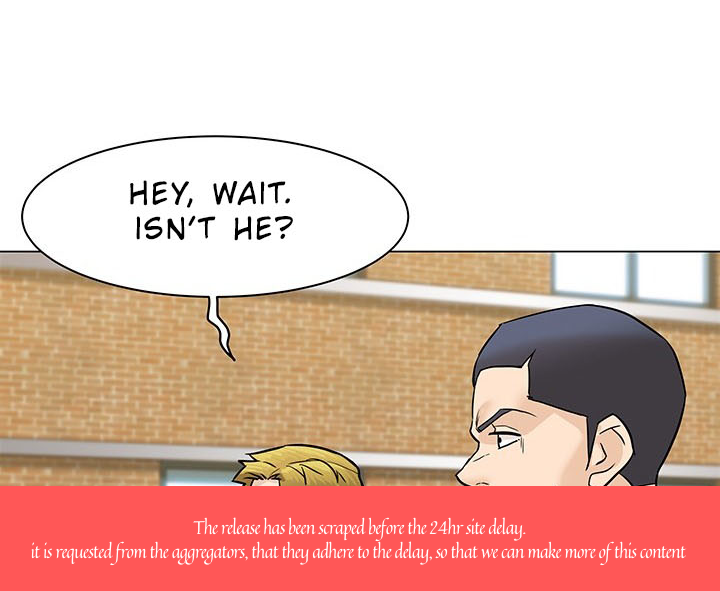 HEY, WAIT.
ISN'T HE?
The release has been scraped before the 24hr site delay.
it is requested from the aggregators, that they adhere to the delay, so that we can make more of this content